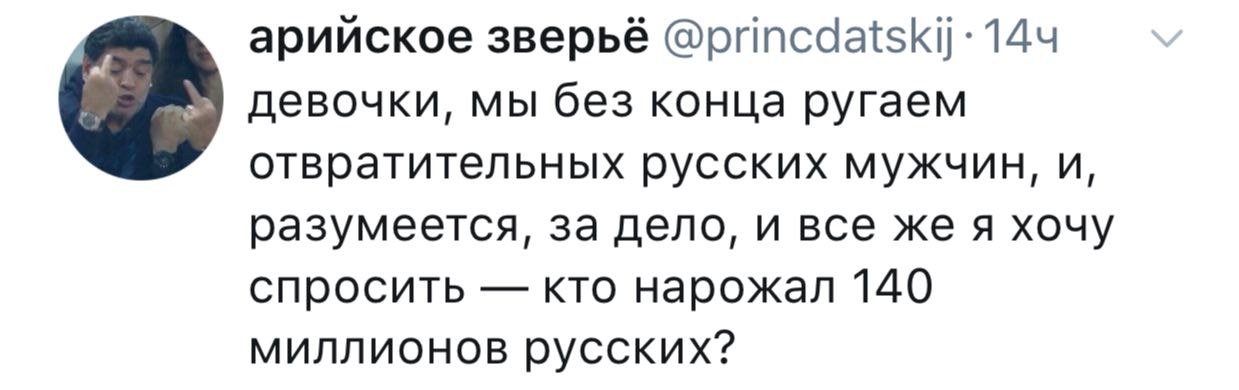 арийское зверьё @princdatskij · 14ч
девочки, мы без конца ругаем
отвратительных русских мужчин, и,
разумеется, за дело, и все же я хочу
спросить — кто нарожал 140
миллионов русских?